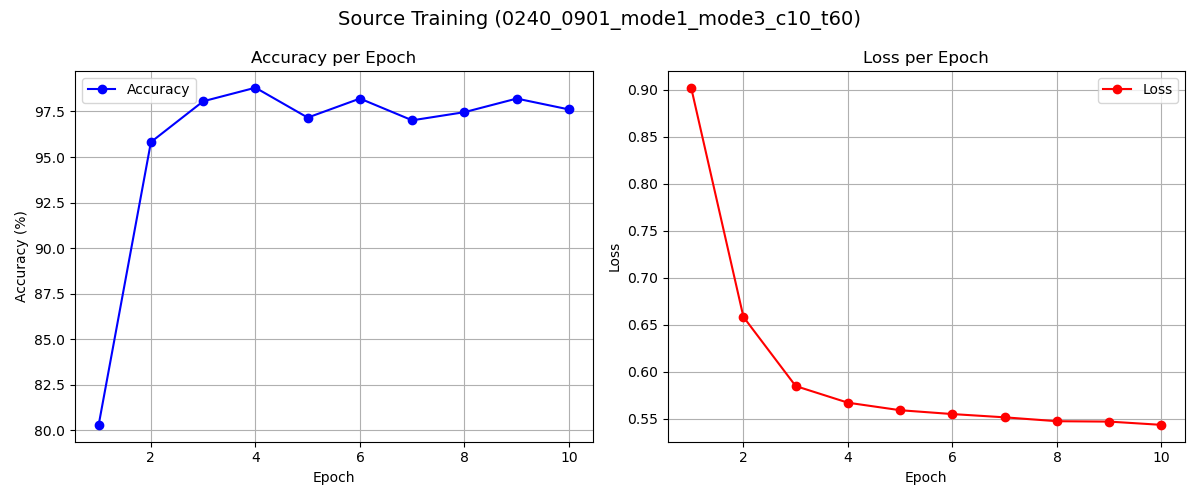 Source Training (0240_0901_mode1_mode3_c10_t60)
Accuracy per Epoch
Accuracy
97.5
95.0
92.5
90.0
87.5
85.0
82.5
80.0
Accuracy (%)
2
4
6
8
10
Epoch
Loss per Epoch
Loss
0.90
0.85
0.80
0.75
0.70
0.65
0.60
0.55
Loss
2
4
6
8
10
Epoch